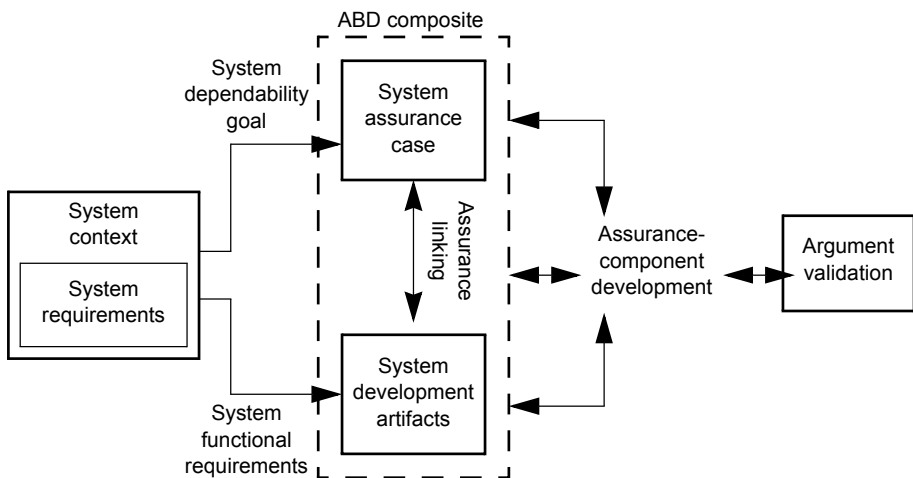 ABD composite
System
dependability
goal
System
assurance
case
System
context
System
requirements
Assurance
linking
Assurance-
component
development
Argument
validation
System
development
artifacts
System
functional
requirements